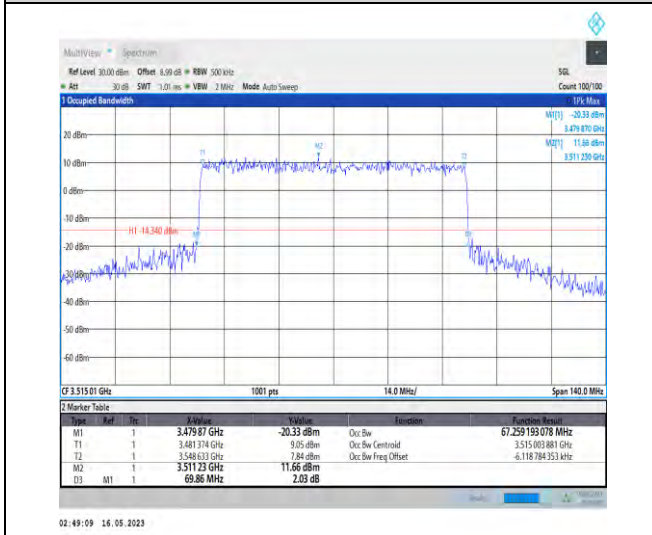 MultiView Spectrum
Ref Level 30.00 dBm Offset 8.99 dB RBW 500 kHz SGL
Att 30 dB SWT 1.01 ms VBW 2 MHz Mode Auto Sweep Count 100/100
1 Occupied Bandwidth 1Pk Max
M1[1] -20.33 dBm
3.479 870 GHz
M2[1] 11.66 dBm
3.511 230 GHz
20 dBm
T1 M2 T2
10 dBm
0 dBm
-10 dBm
H1 -14.340 dBm
M1 D3
-20 dBm
-30 dBm
-40 dBm
-50 dBm
-60 dBm
CF 3.515 01 GHz 1001 pts 14.0 MHz/ Span 140.0 MHz
2 Marker Table
Type Ref Trc X-Value Y-Value Function Function Result
M1 1 3.479 87 GHz -20.33 dBm Occ Bw 67.259 193 078 MHz
T1 1 3.481 374 GHz 9.05 dBm Occ Bw Centroid 3.515 003 881 GHz
T2 1 3.548 633 GHz 7.84 dBm Occ Bw Freq Offset -6.118 784 353 kHz
M2 1 3.511 23 GHz 11.66 dBm
D3 M1 1 69.86 MHz 2.03 dB
02:49:09 16.05.2023